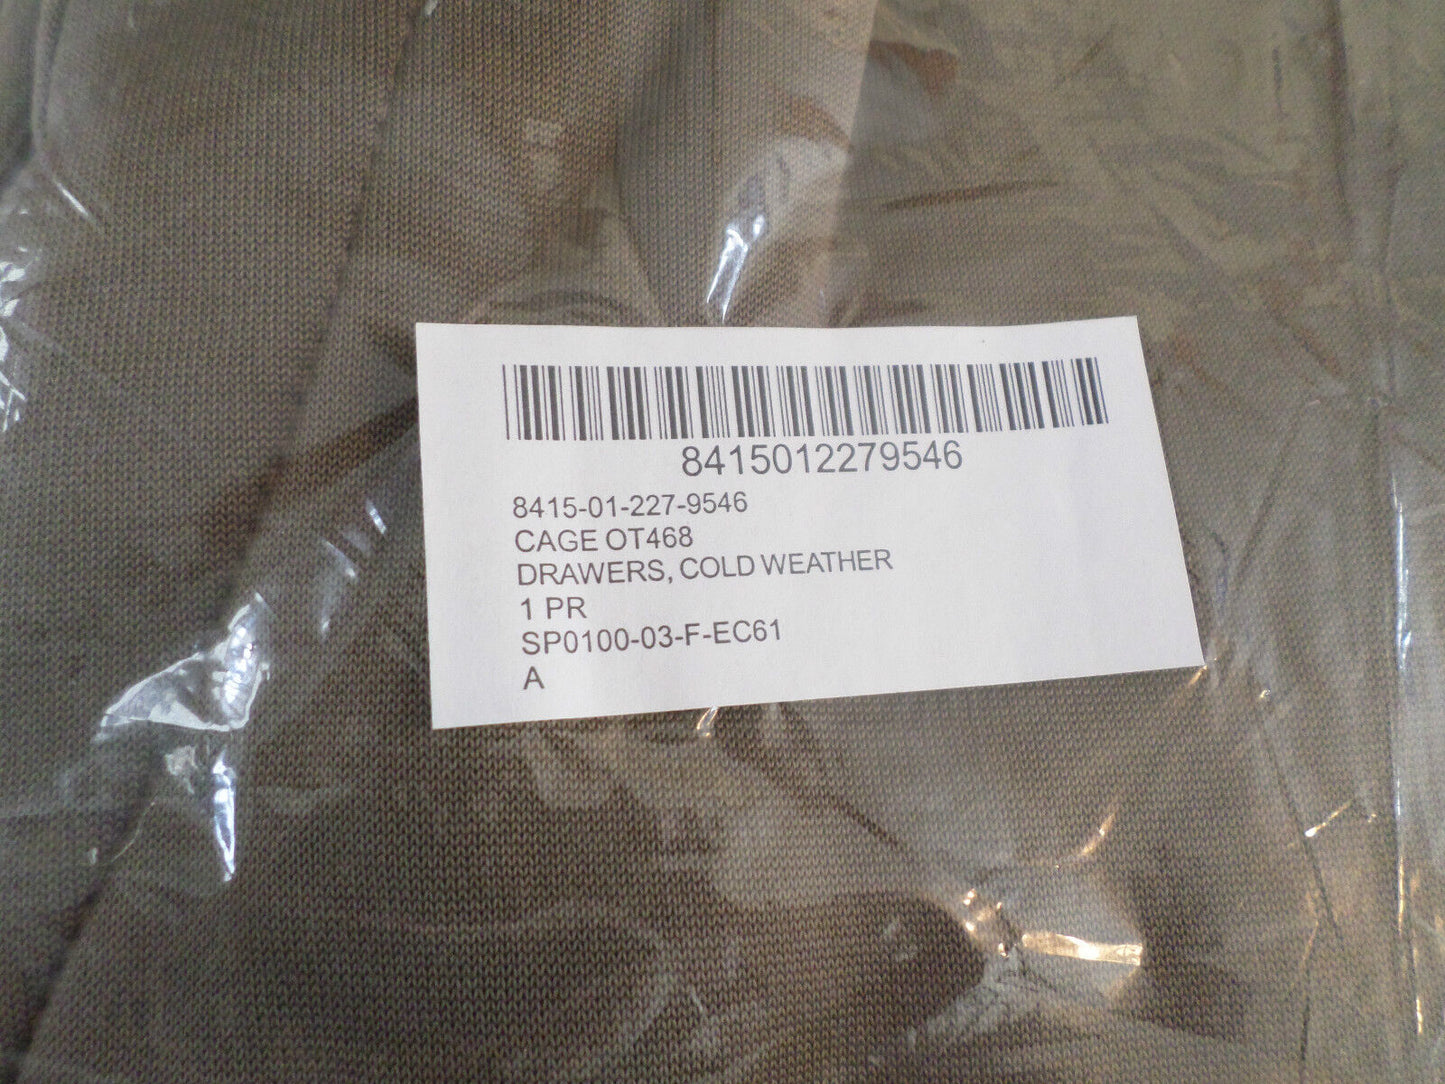 8415012279546
8415-01-227-9546
CAGE OT468
DRAWERS, COLD WEATHER
1 PR
SP0100-03-F-EC61
A